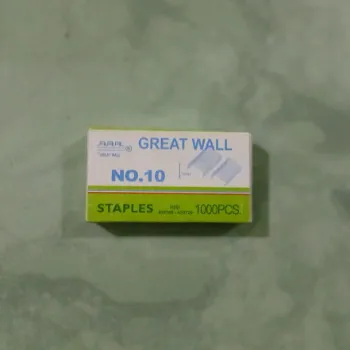 GREAT WALL
NO.10
STAPLES 1000PCS.